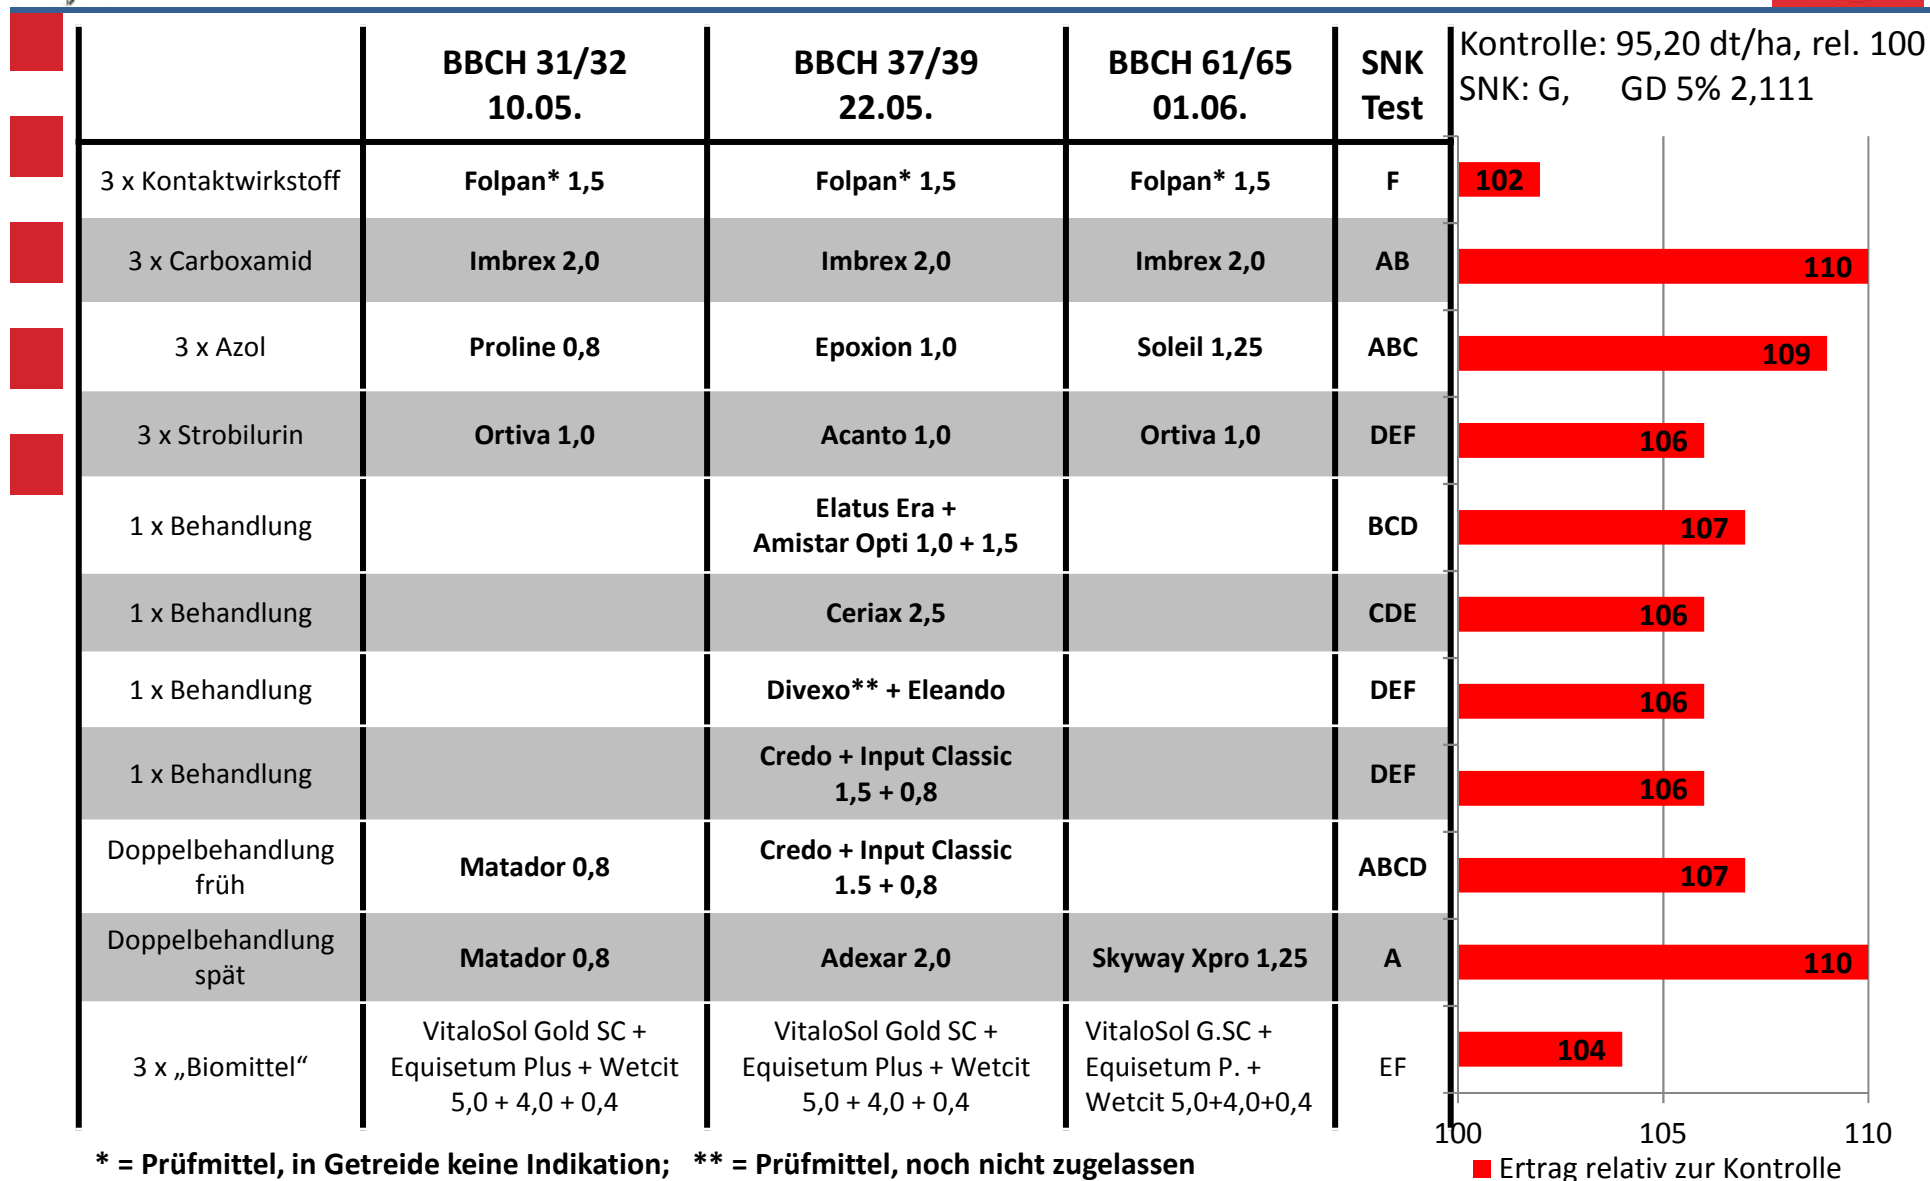 BBCH 31/32
10.05.
BBCH 37/39
22.05.
BBCH 61/65
01.06.
SNK
Test
Kontrolle: 95,20 dt/ha, rel. 100
SNK: G, GD 5% 2,111
3 x Kontaktwirkstoff
Folpan* 1,5
Folpan* 1,5
Folpan* 1,5
F
102
3 x Carboxamid
Imbrex 2,0
Imbrex 2,0
Imbrex 2,0
AB
110
3 x Azol
Proline 0,8
Epoxion 1,0
Soleil 1,25
ABC
109
3 x Strobilurin
Ortiva 1,0
Acanto 1,0
Ortiva 1,0
DEF
106
1 x Behandlung
Elatus Era +
Amistar Opti 1,0 + 1,5
BCD
107
1 x Behandlung
Ceriax 2,5
CDE
106
1 x Behandlung
Divexo** + Eleando
DEF
106
1 x Behandlung
Credo + Input Classic
1,5 + 0,8
DEF
106
Doppelbehandlung
früh
Matador 0,8
Credo + Input Classic
1.5 + 0,8
ABCD
107
Doppelbehandlung
spät
Matador 0,8
Adexar 2,0
Skyway Xpro 1,25
A
110
3 x „Biomittel“
VitaloSol Gold SC +
Equisetum Plus + Wetcit
5,0 + 4,0 + 0,4
VitaloSol Gold SC +
Equisetum Plus + Wetcit
5,0 + 4,0 + 0,4
VitaloSol G.SC +
Equisetum P. +
Wetcit 5,0+4,0+0,4
EF
104
100 105 110
* = Prüfmittel, in Getreide keine Indikation; ** = Prüfmittel, noch nicht zugelassen
Ertrag relativ zur Kontrolle